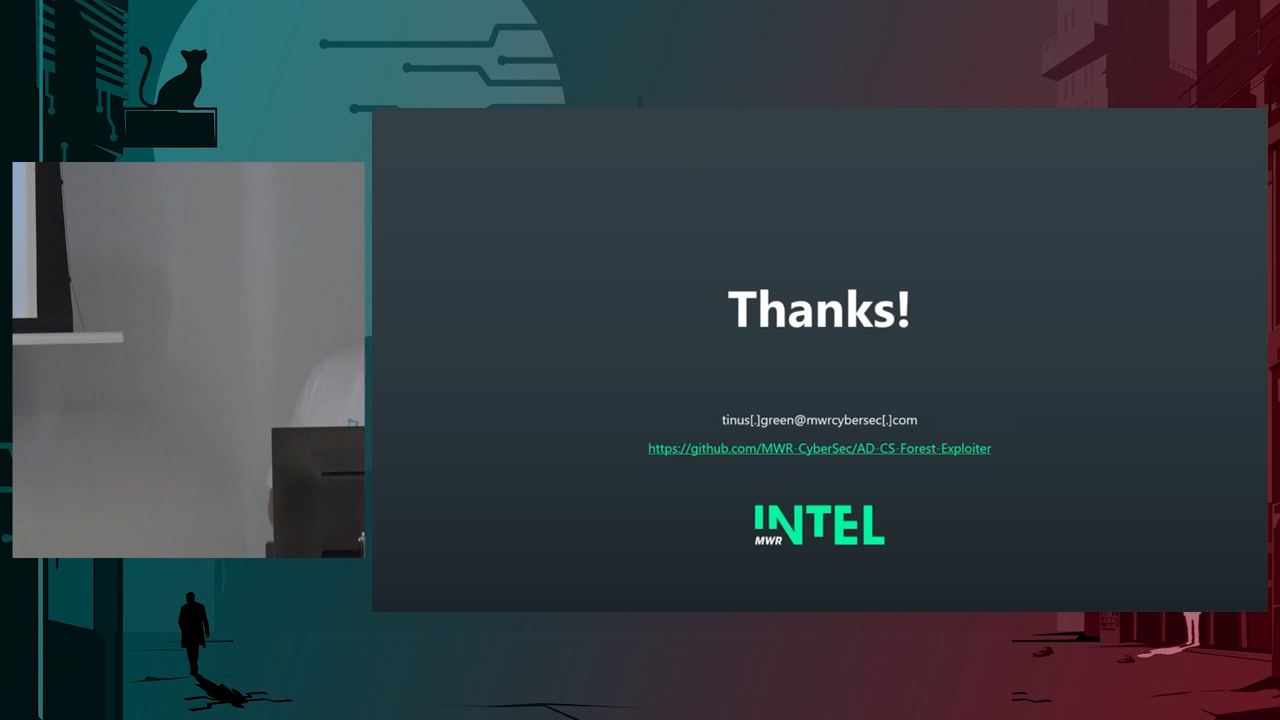 Thanks!
tinus[.]green@mwrcybersec[.]com
https://github.com/MWR-CyberSec/AD-CS-Forest-Exploiter
INTEL
MWR